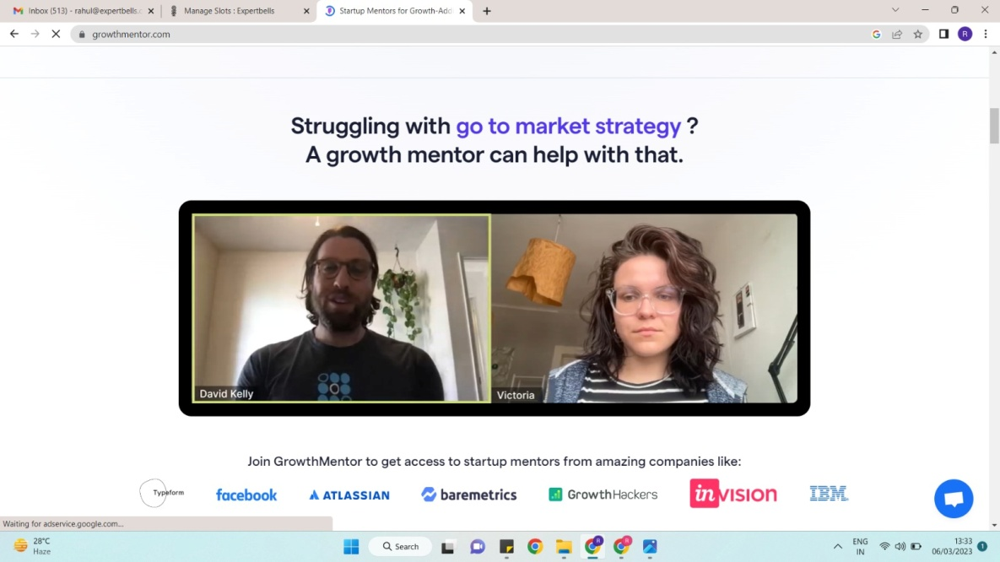 Inbox (513) - rahul@expertbells.c
Manage Slots : Expertbells
Startup Mentors for Growth-Addi
growthmentor.com
G
R
Struggling with go to market strategy ?
A growth mentor can help with that.
David Kelly
Victoria
Join GrowthMentor to get access to startup mentors from amazing companies like:
Typeform
facebook
ATLASSIAN
baremetrics
GrowthHackers
inVISION
IBM
Waiting for adservice.google.com...
28°C
Haze
Search
R
R
ENG
IN
13:33
06/03/2023
1